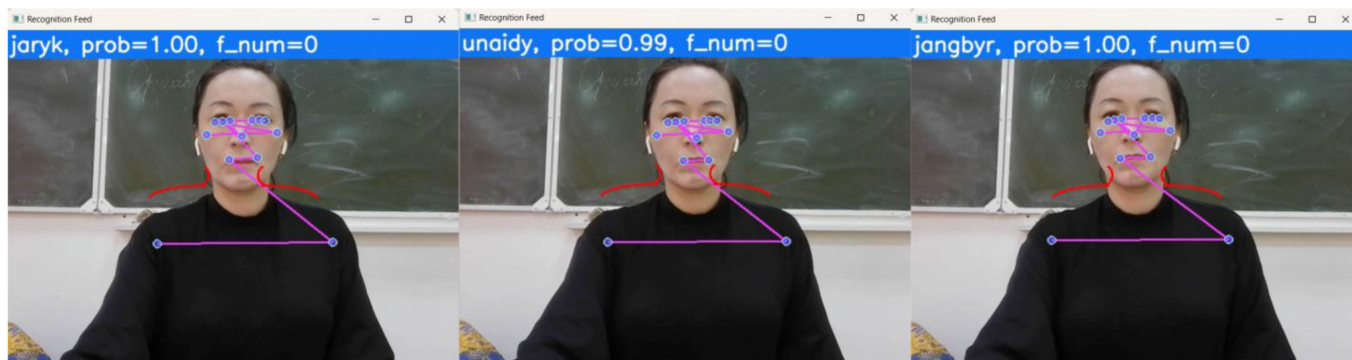 Recognition Feed
jaryk, prob=1.00, f_num=0
Recognition Feed
unaidy, prob=0.99, f_num=0
Recognition Feed
jangbyr, prob=1.00, f_num=0